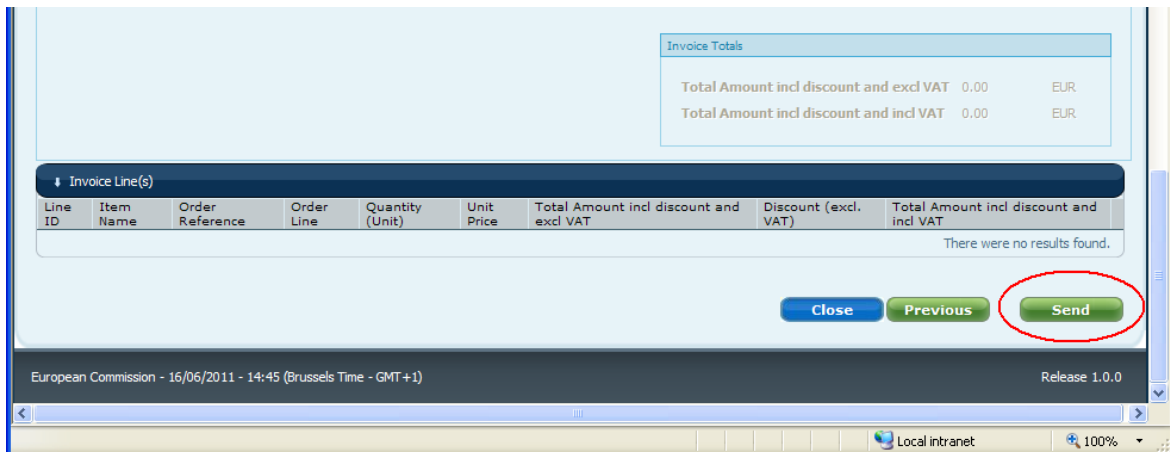 Invoice Totals
Total Amount incl discount and excl VAT 0.00 EUR
Total Amount incl discount and incl VAT 0.00 EUR
Invoice Line(s)
Line ID Item Name Order Reference Order Line Quantity (Unit) Unit Price Total Amount incl discount and excl VAT Discount (excl. VAT) Total Amount incl discount and incl VAT
There were no results found.
Close Previous Send
European Commission - 16/06/2011 - 14:45 (Brussels Time - GMT+1) Release 1.0.0
Local intranet 100%